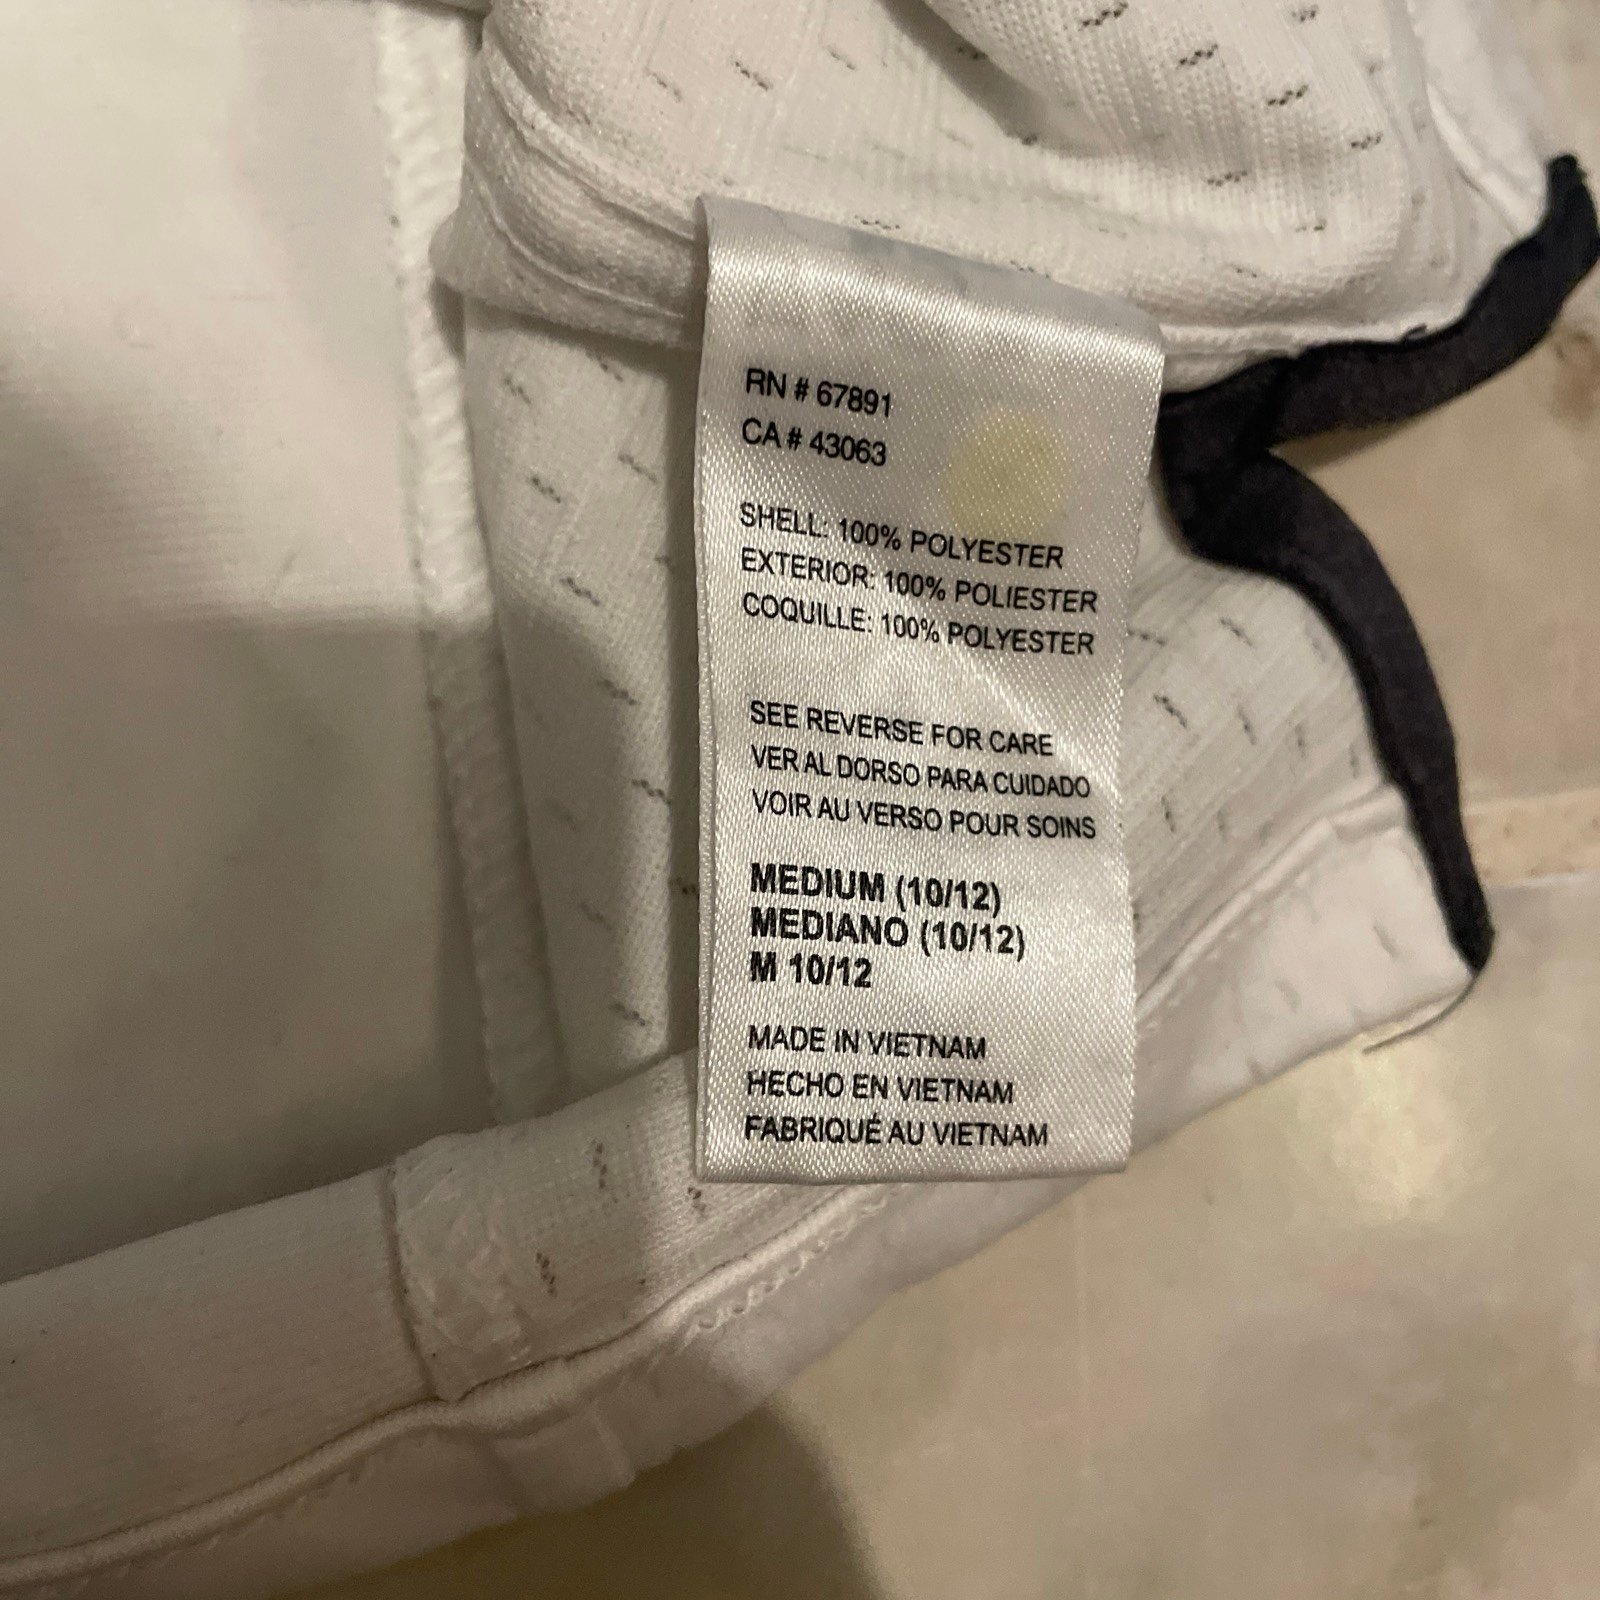 RN # 67891
CA # 43063
SHELL: 100% POLYESTER
EXTERIOR: 100% POLIESTER
COQUILLE: 100% POLYESTER
SEE REVERSE FOR CARE
VER AL DORSO PARA CUIDADO
VOIR AU VERSO POUR SOINS
MEDIUM (10/12)
MEDIANO (10/12)
M 10/12
MADE IN VIETNAM
HECHO EN VIETNAM
FABRIQUÉ AU VIETNAM